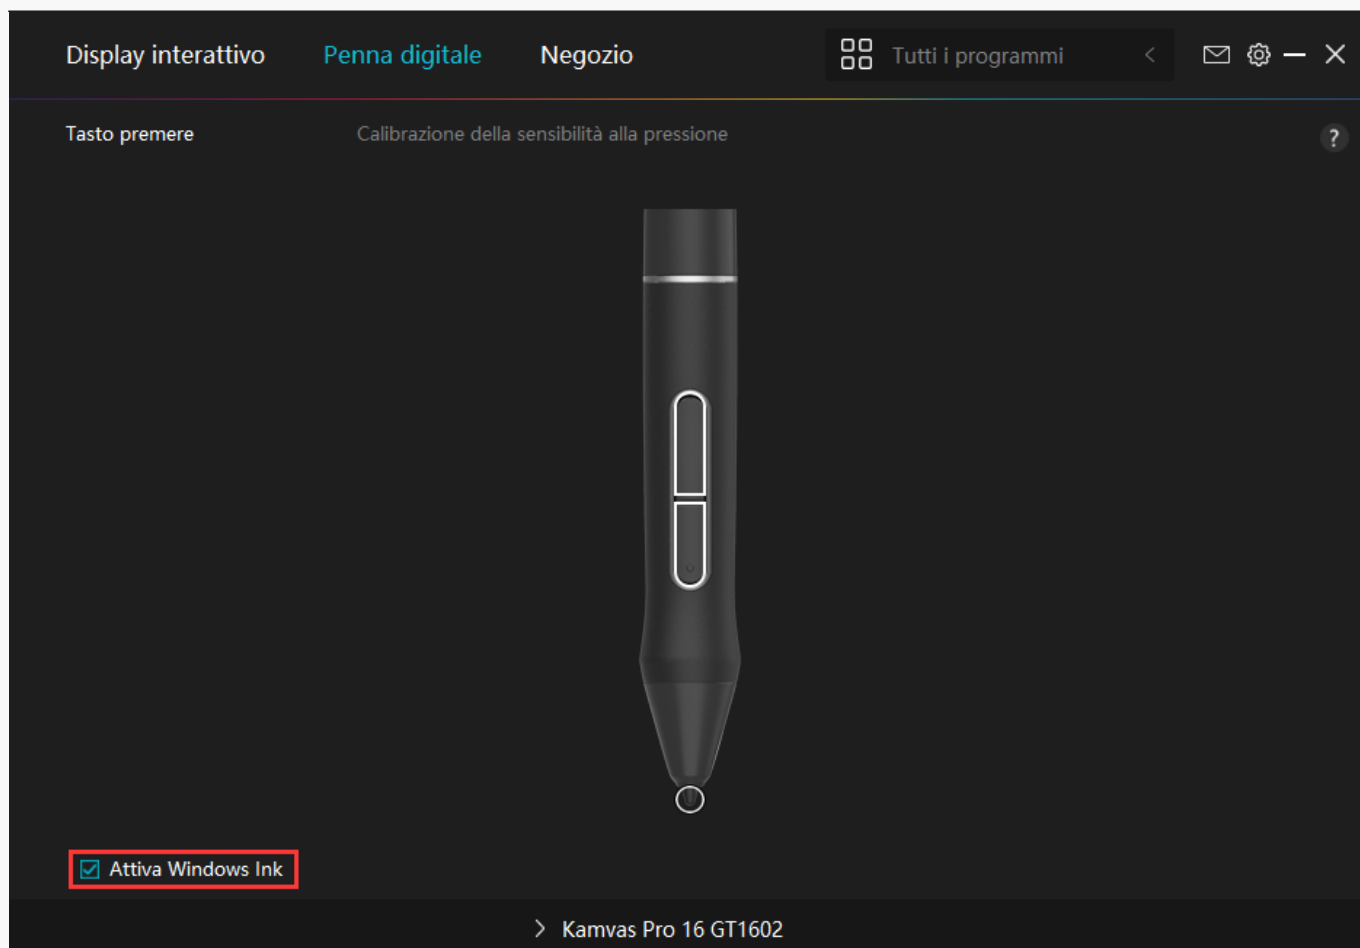 Display interattivo Penna digitale Negozio Tutti i programmi
Tasto premere Calibrazione della sensibilità alla pressione ?
Attiva Windows Ink
Kamvas Pro 16 GT1602